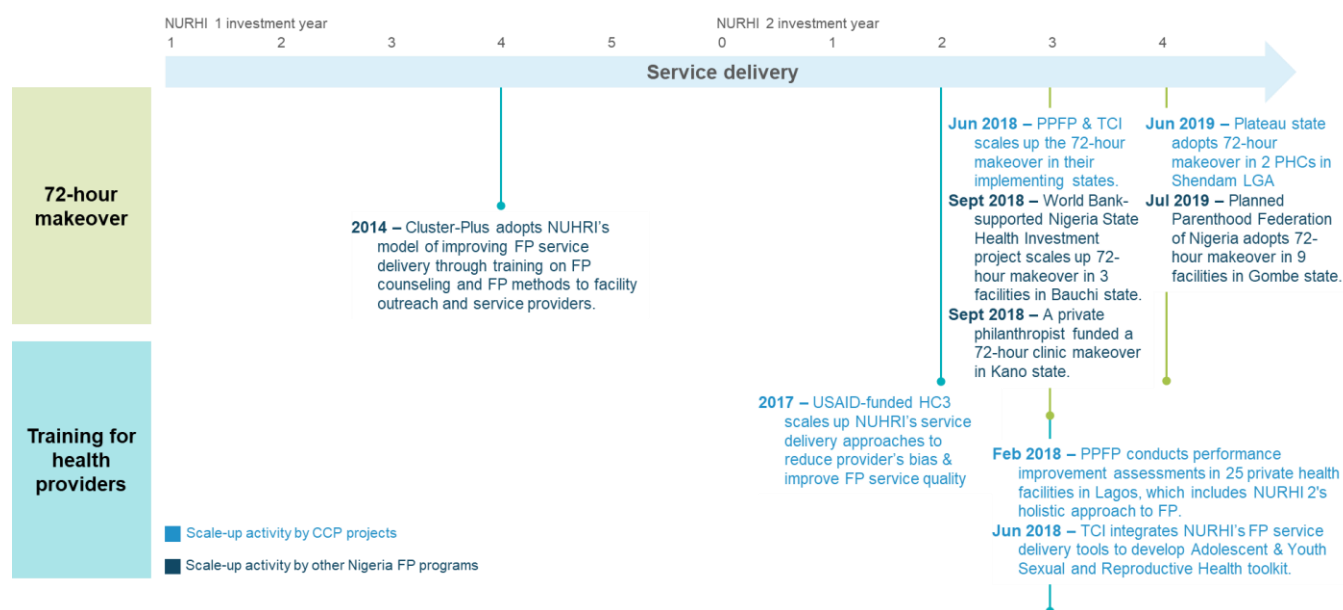 NURHI 1 investment year
NURHI 2 investment year
1 2 3 4 5 0 1 2 3 4
Service delivery
72-hour
makeover
2014 – Cluster-Plus adopts NUHRI's
model of improving FP service
delivery through training on FP
counseling and FP methods to facility
outreach and service providers.
Jun 2018 – PPFP & TCI
scales up the 72-hour
makeover in their
implementing states.
Sept 2018 – World Bank-
supported Nigeria State
Health Investment
project scales up 72-
hour makeover in 3
facilities in Bauchi state.
Sept 2018 – A private
philanthropist funded a
72-hour clinic makeover
in Kano state.
Jun 2019 – Plateau state
adopts 72-hour
makeover in 2 PHCs in
Shendam LGA
Jul 2019 – Planned
Parenthood Federation
of Nigeria adopts 72-
hour makeover in 9
facilities in Gombe state.
Training for
health
providers
2017 – USAID-funded HC3
scales up NUHRI's service
delivery approaches to
reduce provider's bias &
improve FP service quality
Feb 2018 – PPFP conducts performance
improvement assessments in 25 private health
facilities in Lagos, which includes NURHI 2's
holistic approach to FP.
Jun 2018 – TCI integrates NURHI's FP service
delivery tools to develop Adolescent & Youth
Sexual and Reproductive Health toolkit.
Scale-up activity by CCP projects
Scale-up activity by other Nigeria FP programs